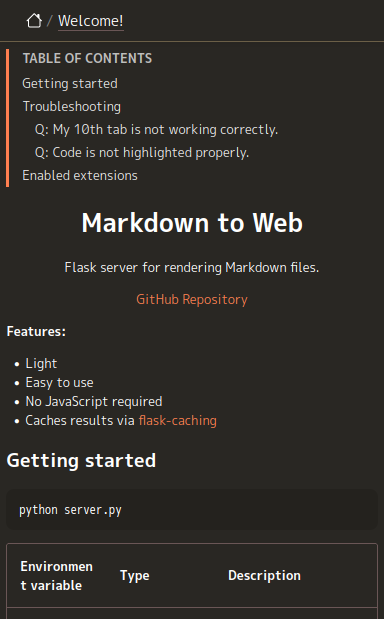 / Welcome!
TABLE OF CONTENTS
Getting started
Troubleshooting
Q: My 10th tab is not working correctly.
Q: Code is not highlighted properly.
Enabled extensions
Markdown to Web
Flask server for rendering Markdown files.
GitHub Repository
Features:
• Light
• Easy to use
• No JavaScript required
• Caches results via flask-caching
Getting started
python server.py
Environmen Type Description
t variable